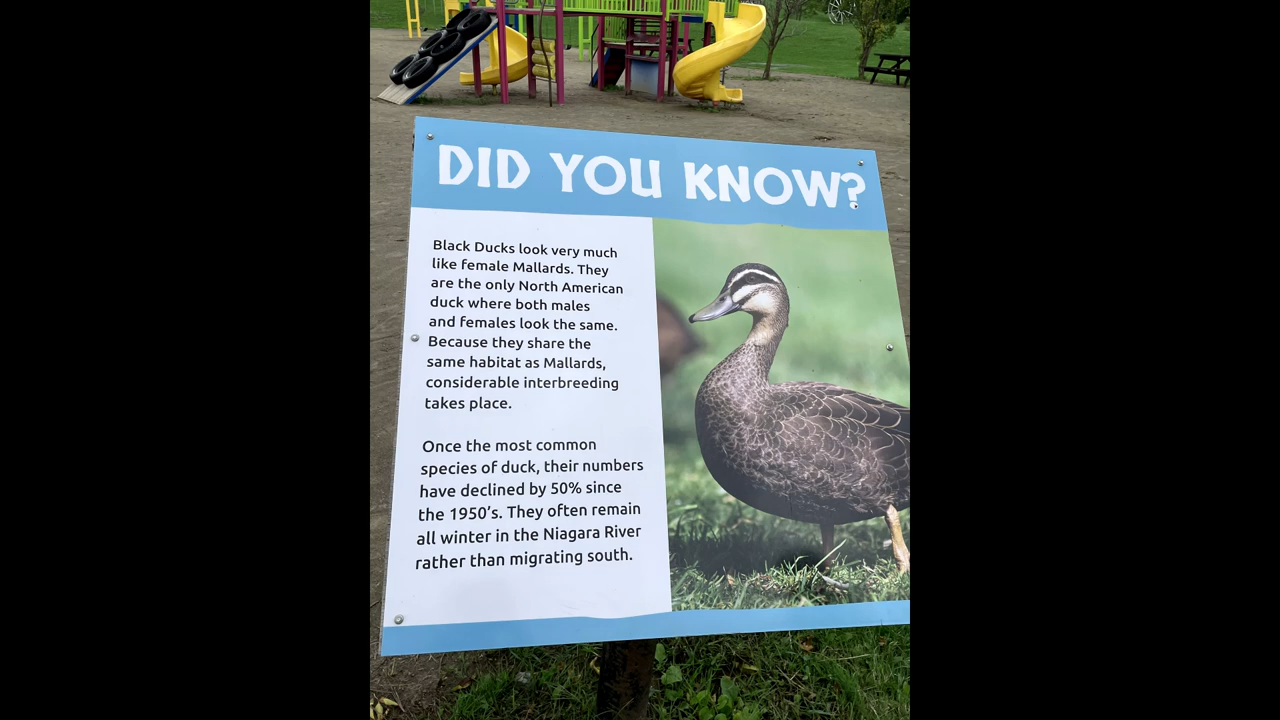 DID YOU KNOW?
Black Ducks look very much
like female Mallards. They
are the only North American
duck where both males
and females look the same.
Because they share the
same habitat as Mallards,
considerable interbreeding
takes place.
Once the most common
species of duck, their numbers
have declined by 50% since
the 1950's. They often remain
all winter in the Niagara River
rather than migrating south.